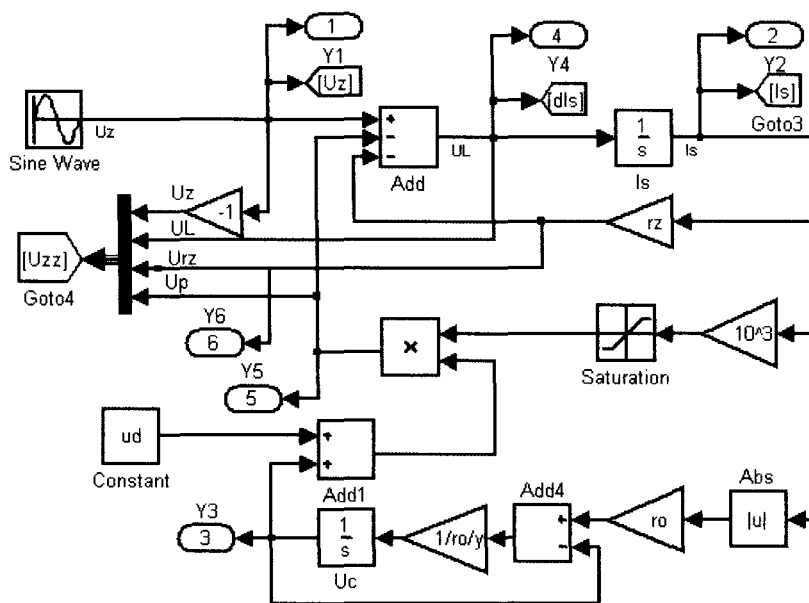 1
4
2
Y1
Y4
Y2
[Uz]
[dIs]
[Is]
Uz
Sine Wave
+
-
-
UL
Add
1
s
Is
Is
Goto3
Uz
-1
UL
Urz
Up
[Uzz]
Goto4
rz
Y6
6
×
Saturation
10^3
Y5
5
ud
Constant
+
+
Add1
Y3
3
1
s
Uc
1/ro/y
Add4
+
-
ro
Abs
|u|